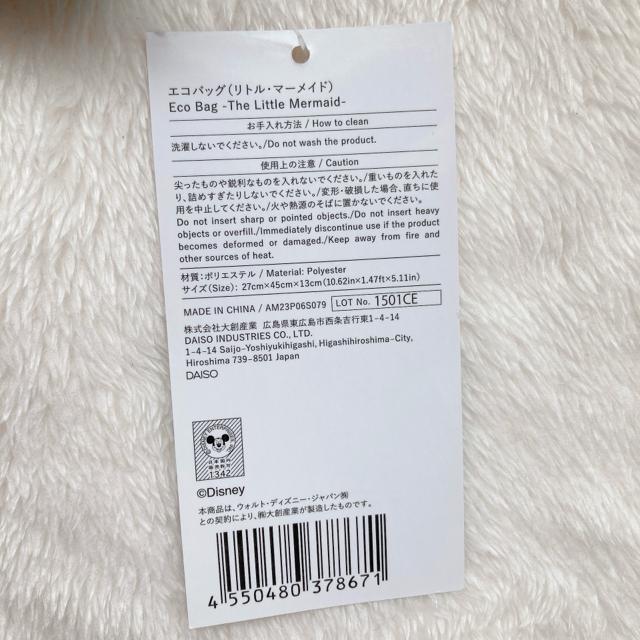 エコバッグ(リトル・マーメイド)
Eco Bag -The Little Mermaid-
お手入れ方法 / How to clean
洗濯しないでください。/Do not wash the product.
使用上の注意 / Caution
尖ったものや鋭利なものを入れないでください。/重いものを入れた
り、詰めすぎたりしないでください。/変形・破損した場合、直ちに使
用を中止してください。/火や熱源のそばに置かないでください。
Do not insert sharp or pointed objects./Do not insert heavy
objects or overfill./Immediately discontinue use if the product
becomes deformed or damaged./Keep away from fire and
other sources of heat.
材質:ポリエステル / Material: Polyester
サイズ(Size): 27cm×45cm×13cm(10.62in×1.47ft×5.11in)
MADE IN CHINA / AM23P06S079 LOT No. 1501CE
株式会社大創産業 広島県東広島市西条吉行東1-4-14
DAISO INDUSTRIES CO., LTD.
1-4-14 Saijo-Yoshiyukihigashi, Higashihiroshima-City,
Hiroshima 739-8501 Japan
DAISO
1342
©Disney
本商品は、ウォルト・ディズニー・ジャパン㈱
との契約により、㈱大創産業が製造したものです。
4 550480 378671